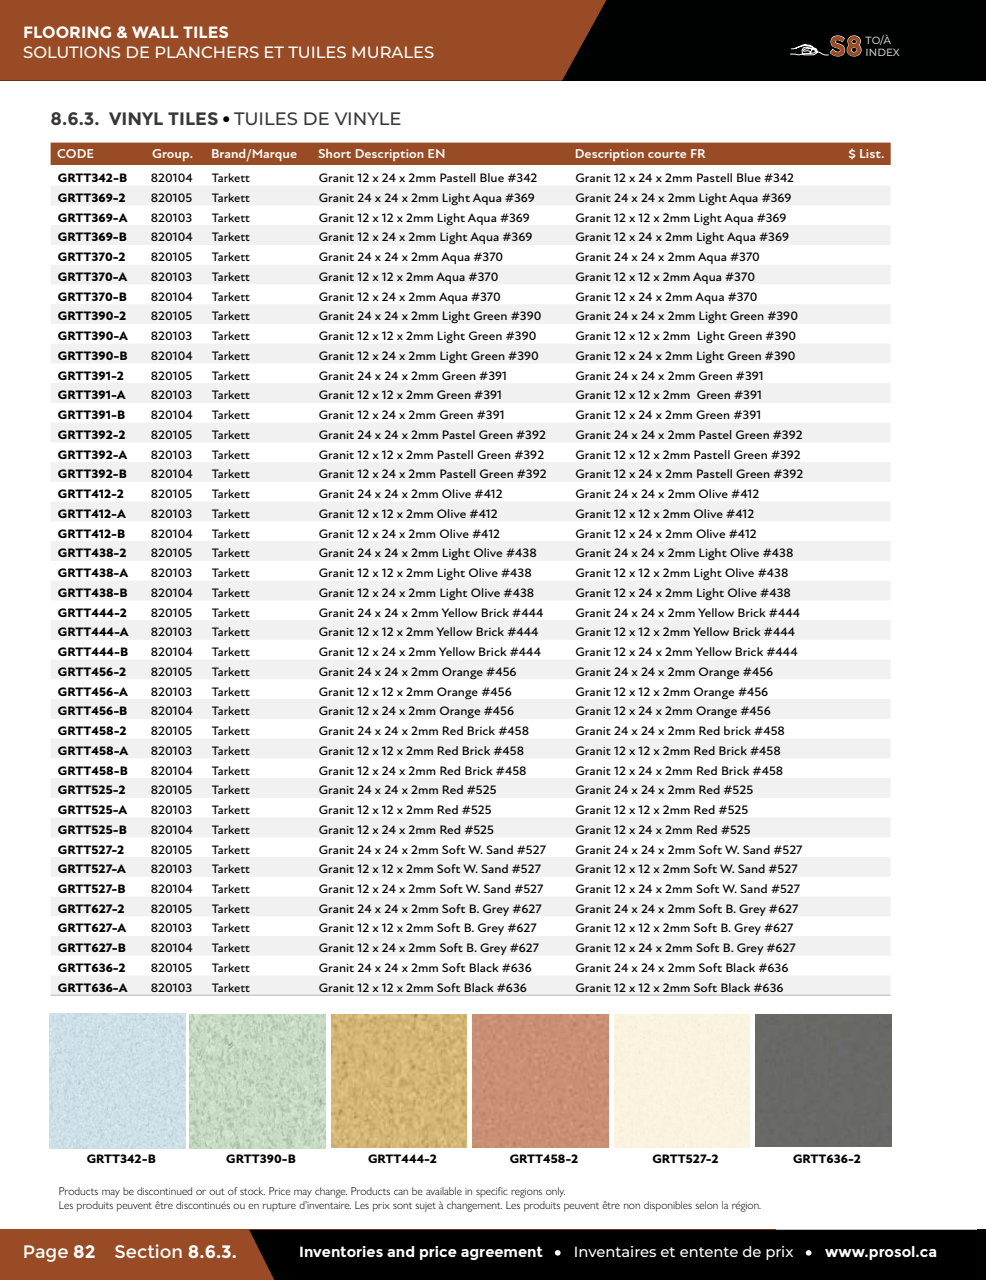 FLOORING & WALL TILES
SOLUTIONS DE PLANCHERS ET TUILES MURALES
S8 TO/À INDEX
8.6.3. VINYL TILES • TUILES DE VINYLE
CODE Group. Brand/Marque Short Description EN Description courte FR $ List.
GRTT342-B 820104 Tarkett Granit 12 x 24 x 2mm Pastell Blue #342 Granit 12 x 24 x 2mm Pastell Blue #342
GRTT369-2 820105 Tarkett Granit 24 x 24 x 2mm Light Aqua #369 Granit 24 x 24 x 2mm Light Aqua #369
GRTT369-A 820103 Tarkett Granit 12 x 12 x 2mm Light Aqua #369 Granit 12 x 12 x 2mm Light Aqua #369
GRTT369-B 820104 Tarkett Granit 12 x 24 x 2mm Light Aqua #369 Granit 12 x 24 x 2mm Light Aqua #369
GRTT370-2 820105 Tarkett Granit 24 x 24 x 2mm Aqua #370 Granit 24 x 24 x 2mm Aqua #370
GRTT370-A 820103 Tarkett Granit 12 x 12 x 2mm Aqua #370 Granit 12 x 12 x 2mm Aqua #370
GRTT370-B 820104 Tarkett Granit 12 x 24 x 2mm Aqua #370 Granit 12 x 24 x 2mm Aqua #370
GRTT390-2 820105 Tarkett Granit 24 x 24 x 2mm Light Green #390 Granit 24 x 24 x 2mm Light Green #390
GRTT390-A 820103 Tarkett Granit 12 x 12 x 2mm Light Green #390 Granit 12 x 12 x 2mm  Light Green #390
GRTT390-B 820104 Tarkett Granit 12 x 24 x 2mm Light Green #390 Granit 12 x 24 x 2mm Light Green #390
GRTT391-2 820105 Tarkett Granit 24 x 24 x 2mm Green #391 Granit 24 x 24 x 2mm Green #391
GRTT391-A 820103 Tarkett Granit 12 x 12 x 2mm Green #391 Granit 12 x 12 x 2mm  Green #391
GRTT391-B 820104 Tarkett Granit 12 x 24 x 2mm Green #391 Granit 12 x 24 x 2mm Green #391
GRTT392-2 820105 Tarkett Granit 24 x 24 x 2mm Pastel Green #392 Granit 24 x 24 x 2mm Pastel Green #392
GRTT392-A 820103 Tarkett Granit 12 x 12 x 2mm Pastell Green #392 Granit 12 x 12 x 2mm Pastell Green #392
GRTT392-B 820104 Tarkett Granit 12 x 24 x 2mm Pastell Green #392 Granit 12 x 24 x 2mm Pastell Green #392
GRTT412-2 820105 Tarkett Granit 24 x 24 x 2mm Olive #412 Granit 24 x 24 x 2mm Olive #412
GRTT412-A 820103 Tarkett Granit 12 x 12 x 2mm Olive #412 Granit 12 x 12 x 2mm Olive #412
GRTT412-B 820104 Tarkett Granit 12 x 24 x 2mm Olive #412 Granit 12 x 24 x 2mm Olive #412
GRTT438-2 820105 Tarkett Granit 24 x 24 x 2mm Light Olive #438 Granit 24 x 24 x 2mm Light Olive #438
GRTT438-A 820103 Tarkett Granit 12 x 12 x 2mm Light Olive #438 Granit 12 x 12 x 2mm Light Olive #438
GRTT438-B 820104 Tarkett Granit 12 x 24 x 2mm Light Olive #438 Granit 12 x 24 x 2mm Light Olive #438
GRTT444-2 820105 Tarkett Granit 24 x 24 x 2mm Yellow Brick #444 Granit 24 x 24 x 2mm Yellow Brick #444
GRTT444-A 820103 Tarkett Granit 12 x 12 x 2mm Yellow Brick #444 Granit 12 x 12 x 2mm Yellow Brick #444
GRTT444-B 820104 Tarkett Granit 12 x 24 x 2mm Yellow Brick #444 Granit 12 x 24 x 2mm Yellow Brick #444
GRTT456-2 820105 Tarkett Granit 24 x 24 x 2mm Orange #456 Granit 24 x 24 x 2mm Orange #456
GRTT456-A 820103 Tarkett Granit 12 x 12 x 2mm Orange #456 Granit 12 x 12 x 2mm Orange #456
GRTT456-B 820104 Tarkett Granit 12 x 24 x 2mm Orange #456 Granit 12 x 24 x 2mm Orange #456
GRTT458-2 820105 Tarkett Granit 24 x 24 x 2mm Red Brick #458 Granit 24 x 24 x 2mm Red brick #458
GRTT458-A 820103 Tarkett Granit 12 x 12 x 2mm Red Brick #458 Granit 12 x 12 x 2mm Red Brick #458
GRTT458-B 820104 Tarkett Granit 12 x 24 x 2mm Red Brick #458 Granit 12 x 24 x 2mm Red Brick #458
GRTT525-2 820105 Tarkett Granit 24 x 24 x 2mm Red #525 Granit 24 x 24 x 2mm Red #525
GRTT525-A 820103 Tarkett Granit 12 x 12 x 2mm Red #525 Granit 12 x 12 x 2mm Red #525
GRTT525-B 820104 Tarkett Granit 12 x 24 x 2mm Red #525 Granit 12 x 24 x 2mm Red #525
GRTT527-2 820105 Tarkett Granit 24 x 24 x 2mm Soft W. Sand #527 Granit 24 x 24 x 2mm Soft W. Sand #527
GRTT527-A 820103 Tarkett Granit 12 x 12 x 2mm Soft W. Sand #527 Granit 12 x 12 x 2mm Soft W. Sand #527
GRTT527-B 820104 Tarkett Granit 12 x 24 x 2mm Soft W. Sand #527 Granit 12 x 24 x 2mm Soft W. Sand #527
GRTT627-2 820105 Tarkett Granit 24 x 24 x 2mm Soft B. Grey #627 Granit 24 x 24 x 2mm Soft B. Grey #627
GRTT627-A 820103 Tarkett Granit 12 x 12 x 2mm Soft B. Grey #627 Granit 12 x 12 x 2mm Soft B. Grey #627
GRTT627-B 820104 Tarkett Granit 12 x 24 x 2mm Soft B. Grey #627 Granit 12 x 24 x 2mm Soft B. Grey #627
GRTT636-2 820105 Tarkett Granit 24 x 24 x 2mm Soft Black #636 Granit 24 x 24 x 2mm Soft Black #636
GRTT636-A 820103 Tarkett Granit 12 x 12 x 2mm Soft Black #636 Granit 12 x 12 x 2mm Soft Black #636
GRTT342-B GRTT390-B GRTT444-2 GRTT458-2 GRTT527-2 GRTT636-2
Products may be discontinued or out of stock. Price may change. Products can be available in specific regions only.
Les produits peuvent être discontinués ou en rupture d'inventaire. Les prix sont sujet à changement. Les produits peuvent être non disponibles selon la région.
Page 82 Section 8.6.3. Inventories and price agreement • Inventaires et entente de prix • www.prosol.ca